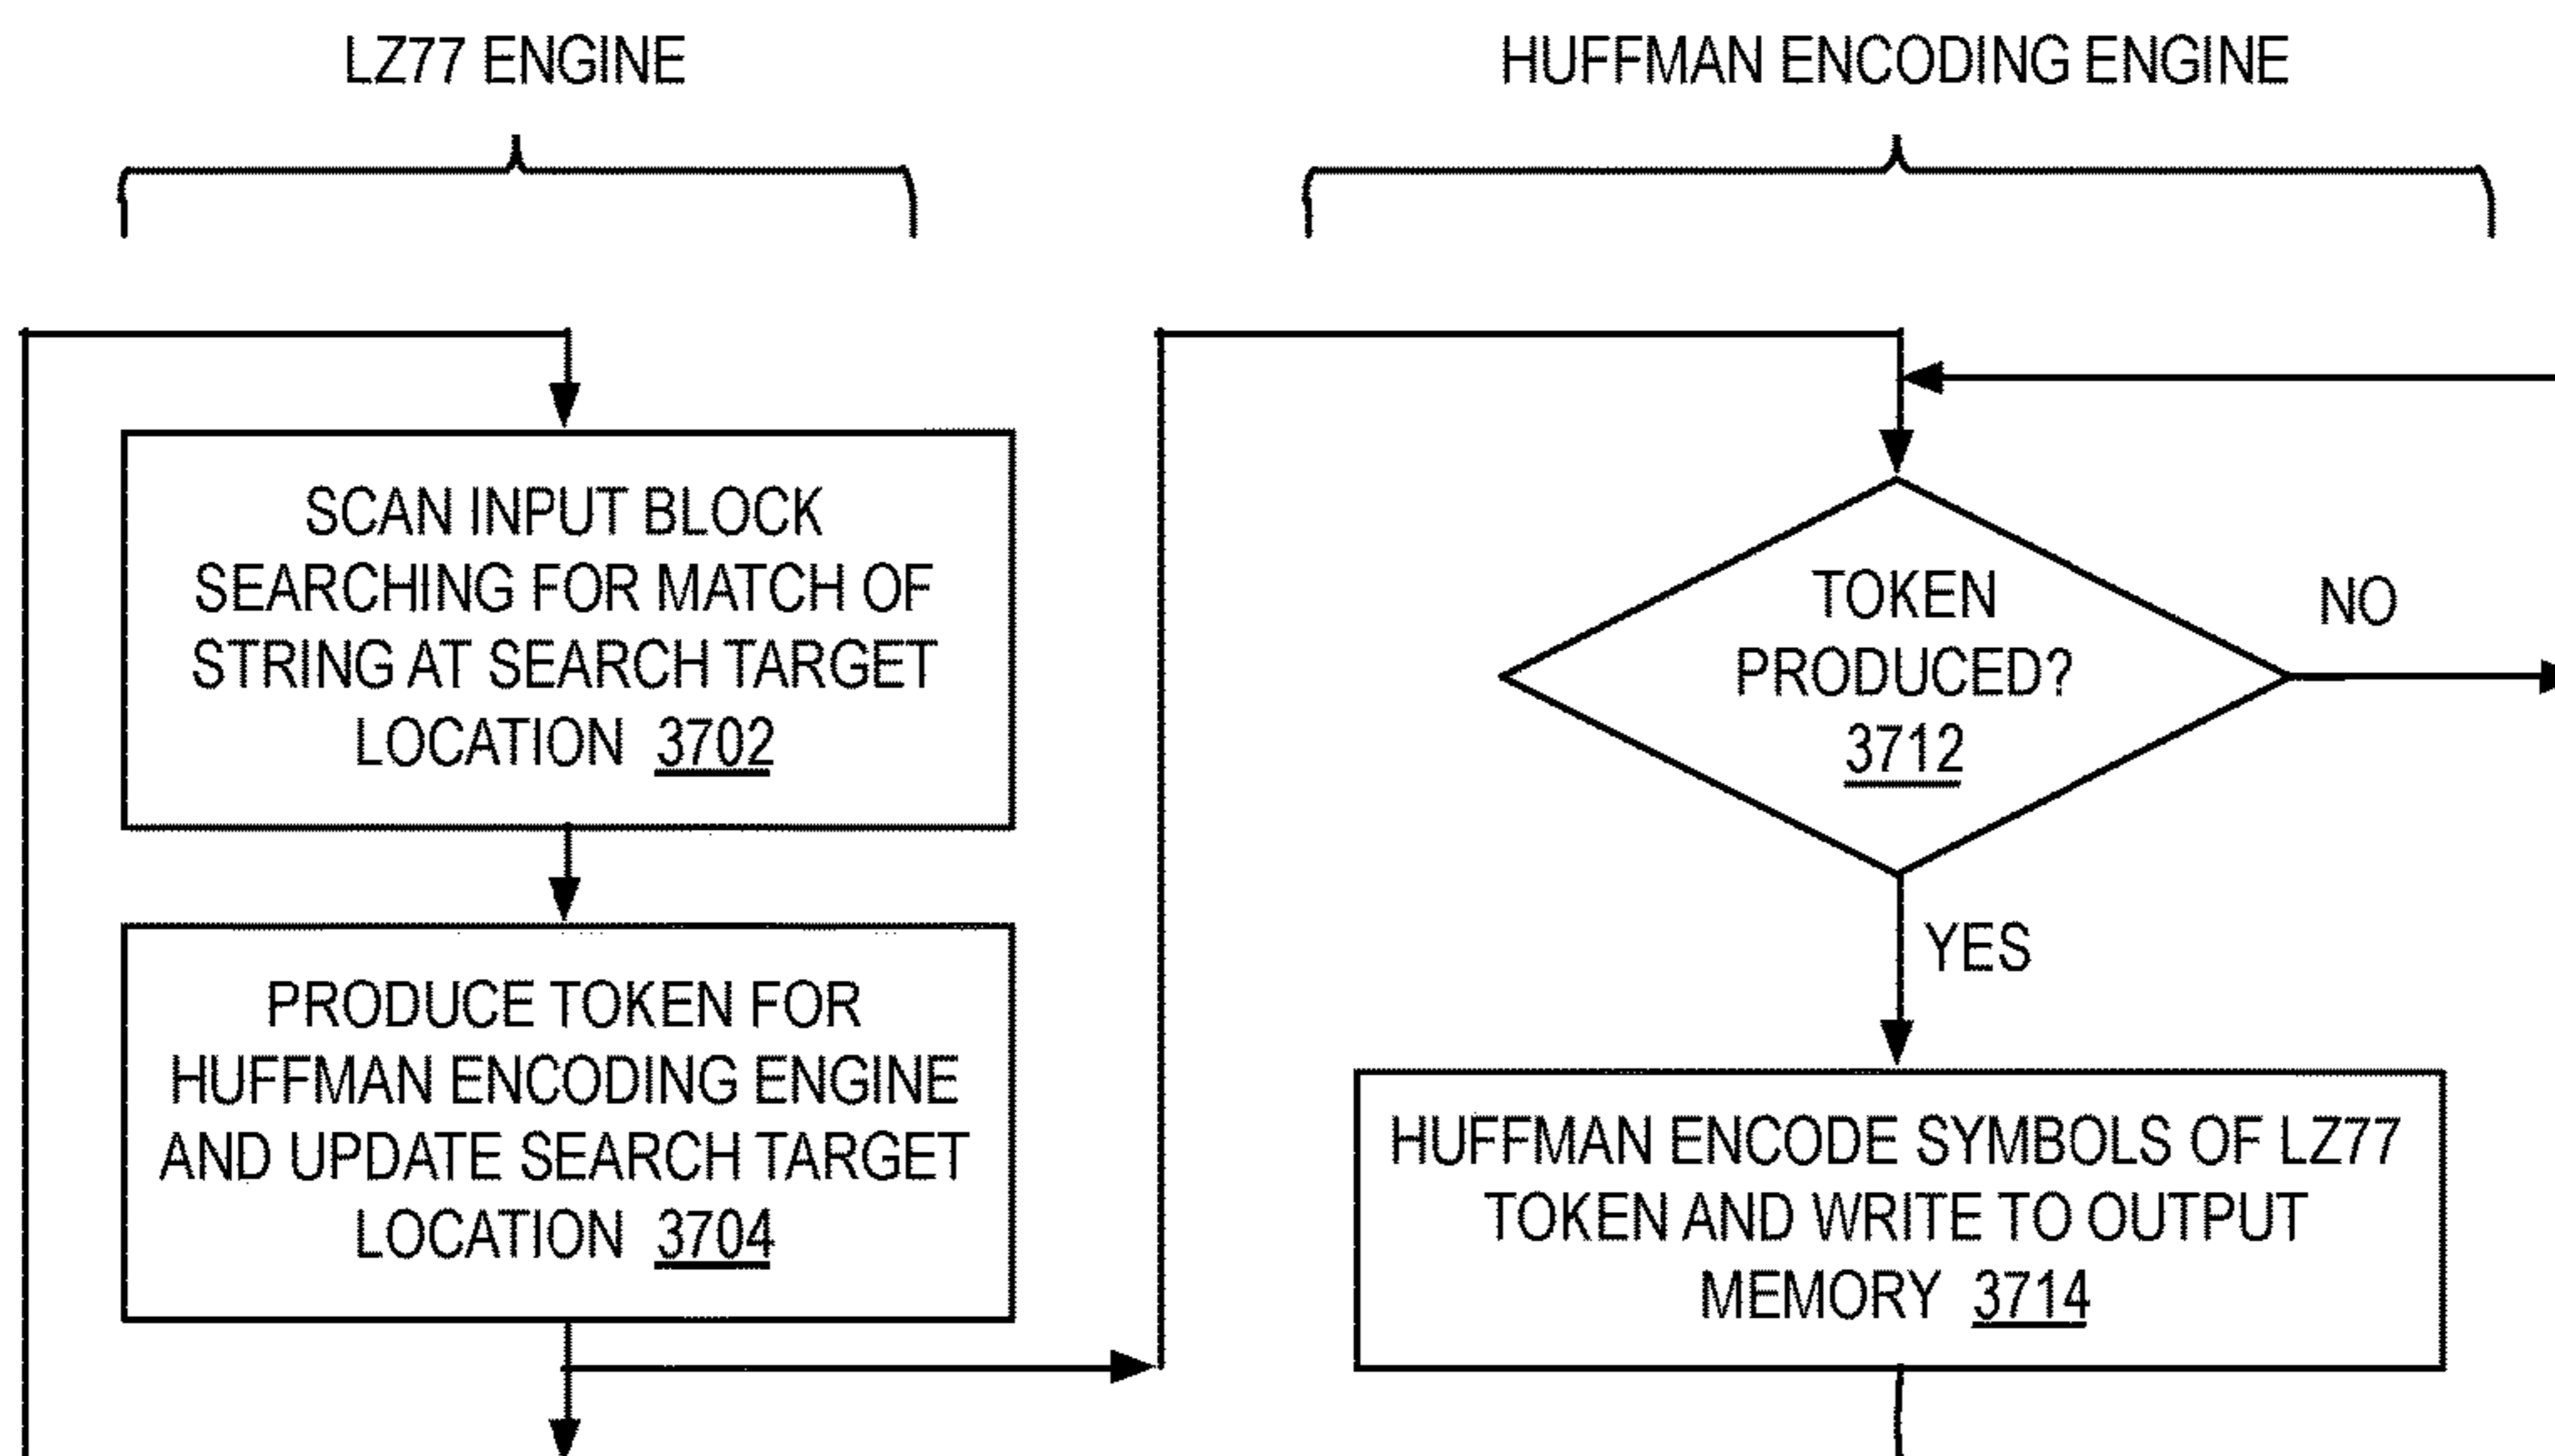 LZ77 ENGINE
SCAN INPUT BLOCK
SEARCHING FOR MATCH OF
STRING AT SEARCH TARGET
LOCATION 3702
PRODUCE TOKEN FOR
HUFFMAN ENCODING ENGINE
AND UPDATE SEARCH TARGET
LOCATION 3704
HUFFMAN ENCODING ENGINE
TOKEN
PRODUCED?
3712
NO
YES
HUFFMAN ENCODE SYMBOLS OF LZ77
TOKEN AND WRITE TO OUTPUT
MEMORY 3714